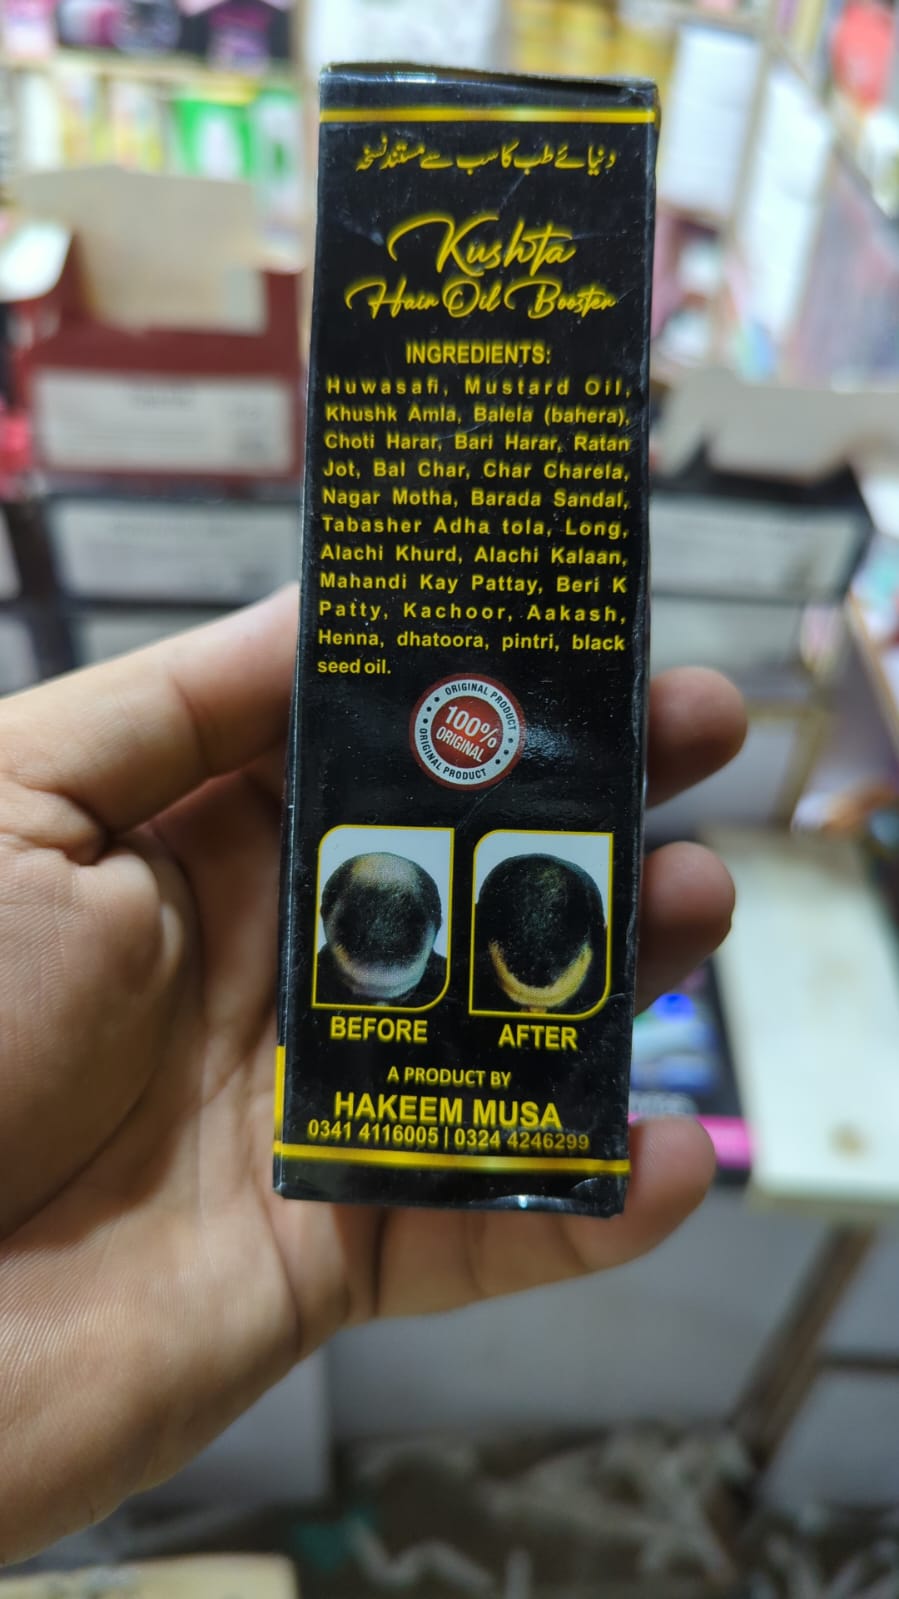 دنیائے طب کا سب سے مستند نسخہ
Kushta
Hair Oil Booster
INGREDIENTS:
Huwasafi, Mustard Oil,
Khushk Amla, Balela (bahera),
Choti Harar, Bari Harar, Ratan
Jot, Bal Char, Char Charela,
Nagar Motha, Barada Sandal,
Tabasher Adha tola, Long,
Alachi Khurd, Alachi Kalaan,
Mahandi Kay Pattay, Beri K
Patty, Kachoor, Aakash,
Henna, dhatoora, pintri, black
seed oil.
ORIGINAL PRODUCT
100%
ORIGINAL
ORIGINAL PRODUCT
BEFORE
AFTER
A PRODUCT BY
HAKEEM MUSA
0341 4116005 | 0324 4246299